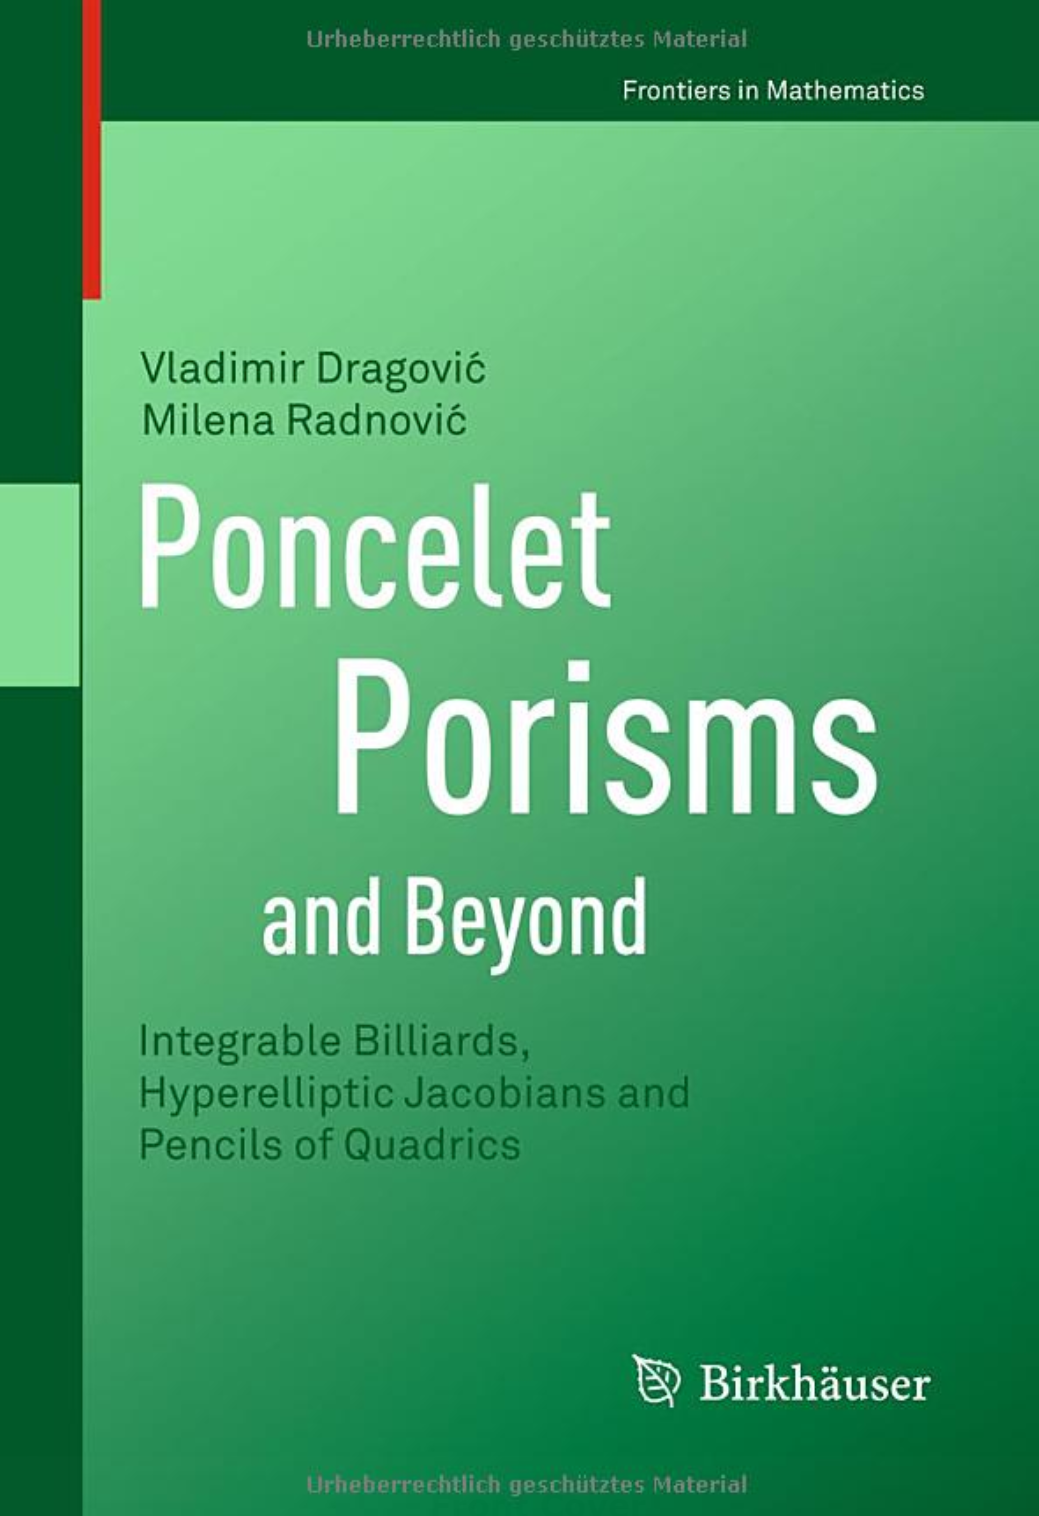 Urheberrechtlich geschütztes Material
Frontiers in Mathematics
Vladimir Dragović
Milena Radnović
Poncelet
Porisms
and Beyond
Integrable Billiards,
Hyperelliptic Jacobians and
Pencils of Quadrics
Birkhäuser
Urheberrechtlich geschütztes Material